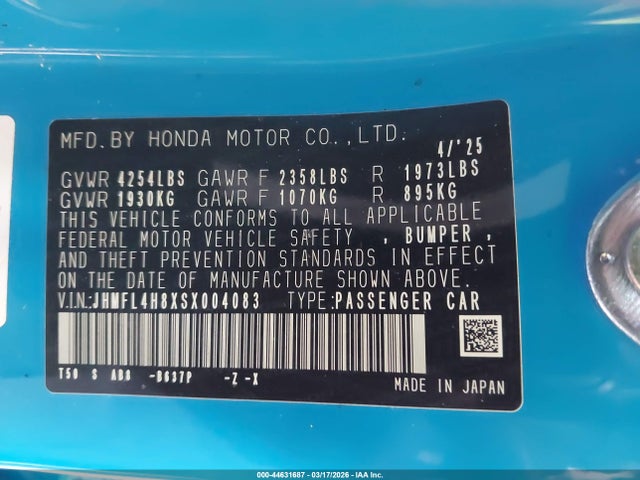 MFD.BY HONDA MOTOR CO.,LTD.
4/'25
GVWR 4254LBS GAWR F 2358LBS R 1973LBS
GVWR 1930KG GAWR F 1070KG R 895KG
THIS VEHICLE CONFORMS TO ALL APPLICABLE
FEDERAL MOTOR VEHICLE SAFETY , BUMPER ,
AND THEFT PREVENTION STANDARDS IN EFFECT
ON THE DATE OF MANUFACTURE SHOWN ABOVE.
V.I.N:JHMFL4H8XSX004083 TYPE:PASSENGER CAR
T50 S AB8 -B637P -Z -X
MADE IN JAPAN
000-44631687 - 03/17/2026 - IAA Inc.